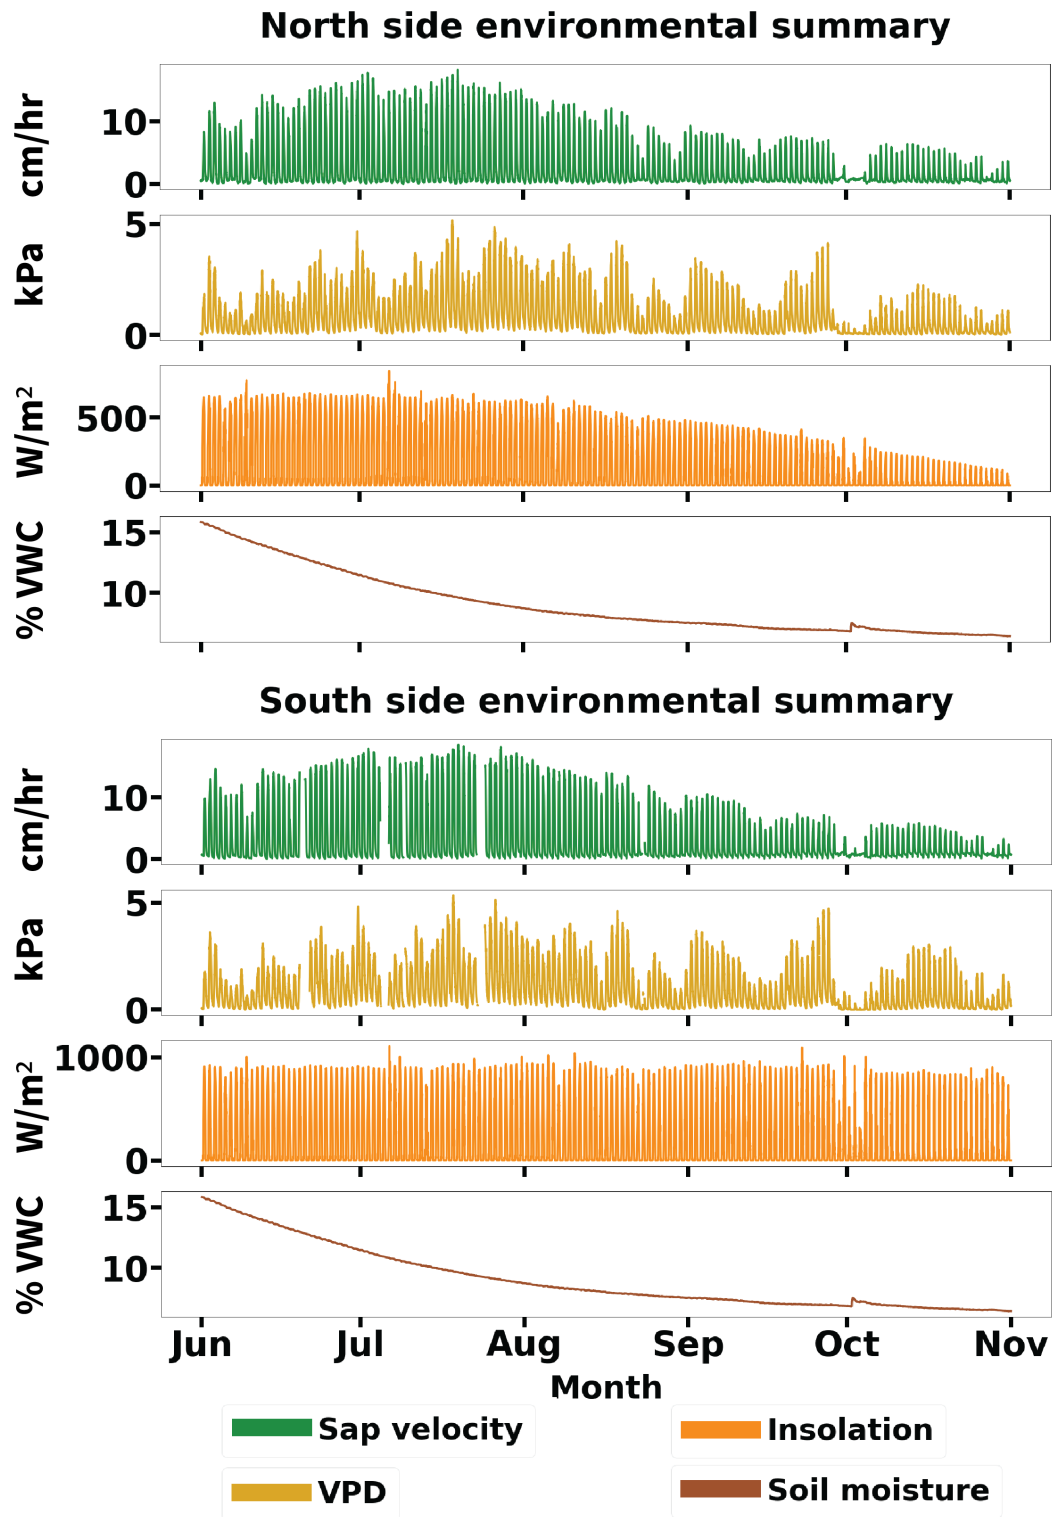 North side environmental summary
cm/hr
10
0
kPa
5
0
W/m²
500
0
% VWC
15
10
South side environmental summary
cm/hr
10
0
kPa
5
0
W/m²
1000
0
% VWC
15
10
Jun Jul Aug Sep Oct Nov
Month
Sap velocity Insolation
VPD Soil moisture